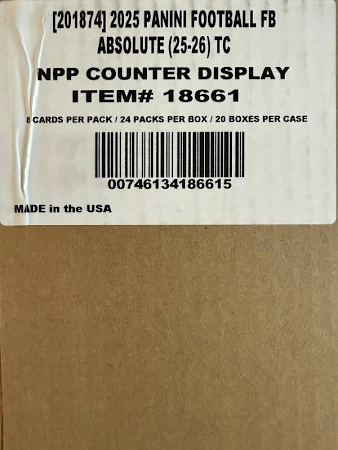 [201874] 2025 PANINI FOOTBALL FB
ABSOLUTE (25-26) TC
NPP COUNTER DISPLAY
ITEM# 18661
8 CARDS PER PACK / 24 PACKS PER BOX / 20 BOXES PER CASE
00746134186615
MADE in the USA